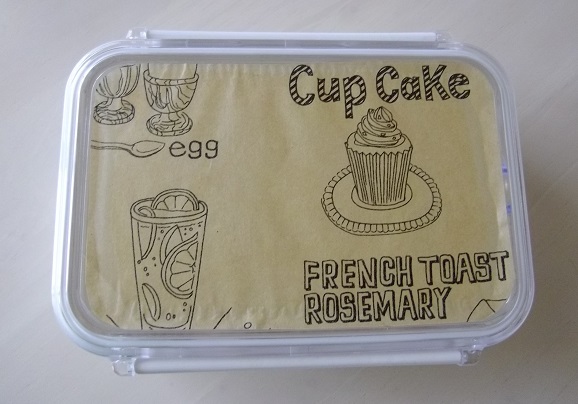 Cup Cake
egg
FRENCH TOAST
ROSEMARY